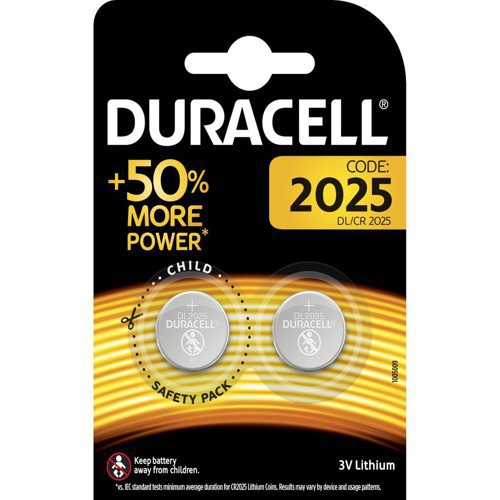 DURACELL®
+50%
MORE
POWER*
CODE:
2025
DL/CR 2025
CHILD
SAFETY PACK
+
DL2025
DURACELL®
+
DL2025
DURACELL®
1005009
Keep battery
away from children.
3V Lithium
*vs. IEC standard tests minimum average duration for CR2025 Lithium Coins. Results may vary by device and usage patterns.